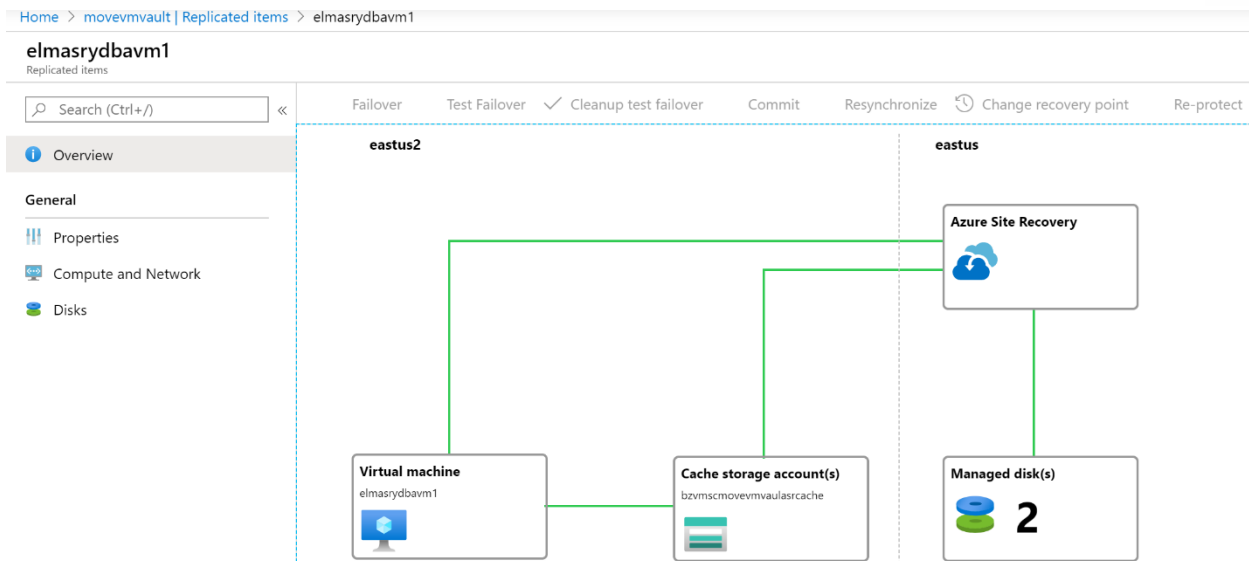 Home > movevmvault | Replicated items > elmasrydbavm1
elmasrydbavm1
Replicated items
Search (Ctrl+/) «
Failover Test Failover Cleanup test failover Commit Resynchronize Change recovery point Re-protect
Overview
General
Properties
Compute and Network
Disks
eastus2 eastus
Azure Site Recovery
Virtual machine
elmasrydbavm1
Cache storage account(s)
bzvmscmovevmvaulasrcache
Managed disk(s)
2